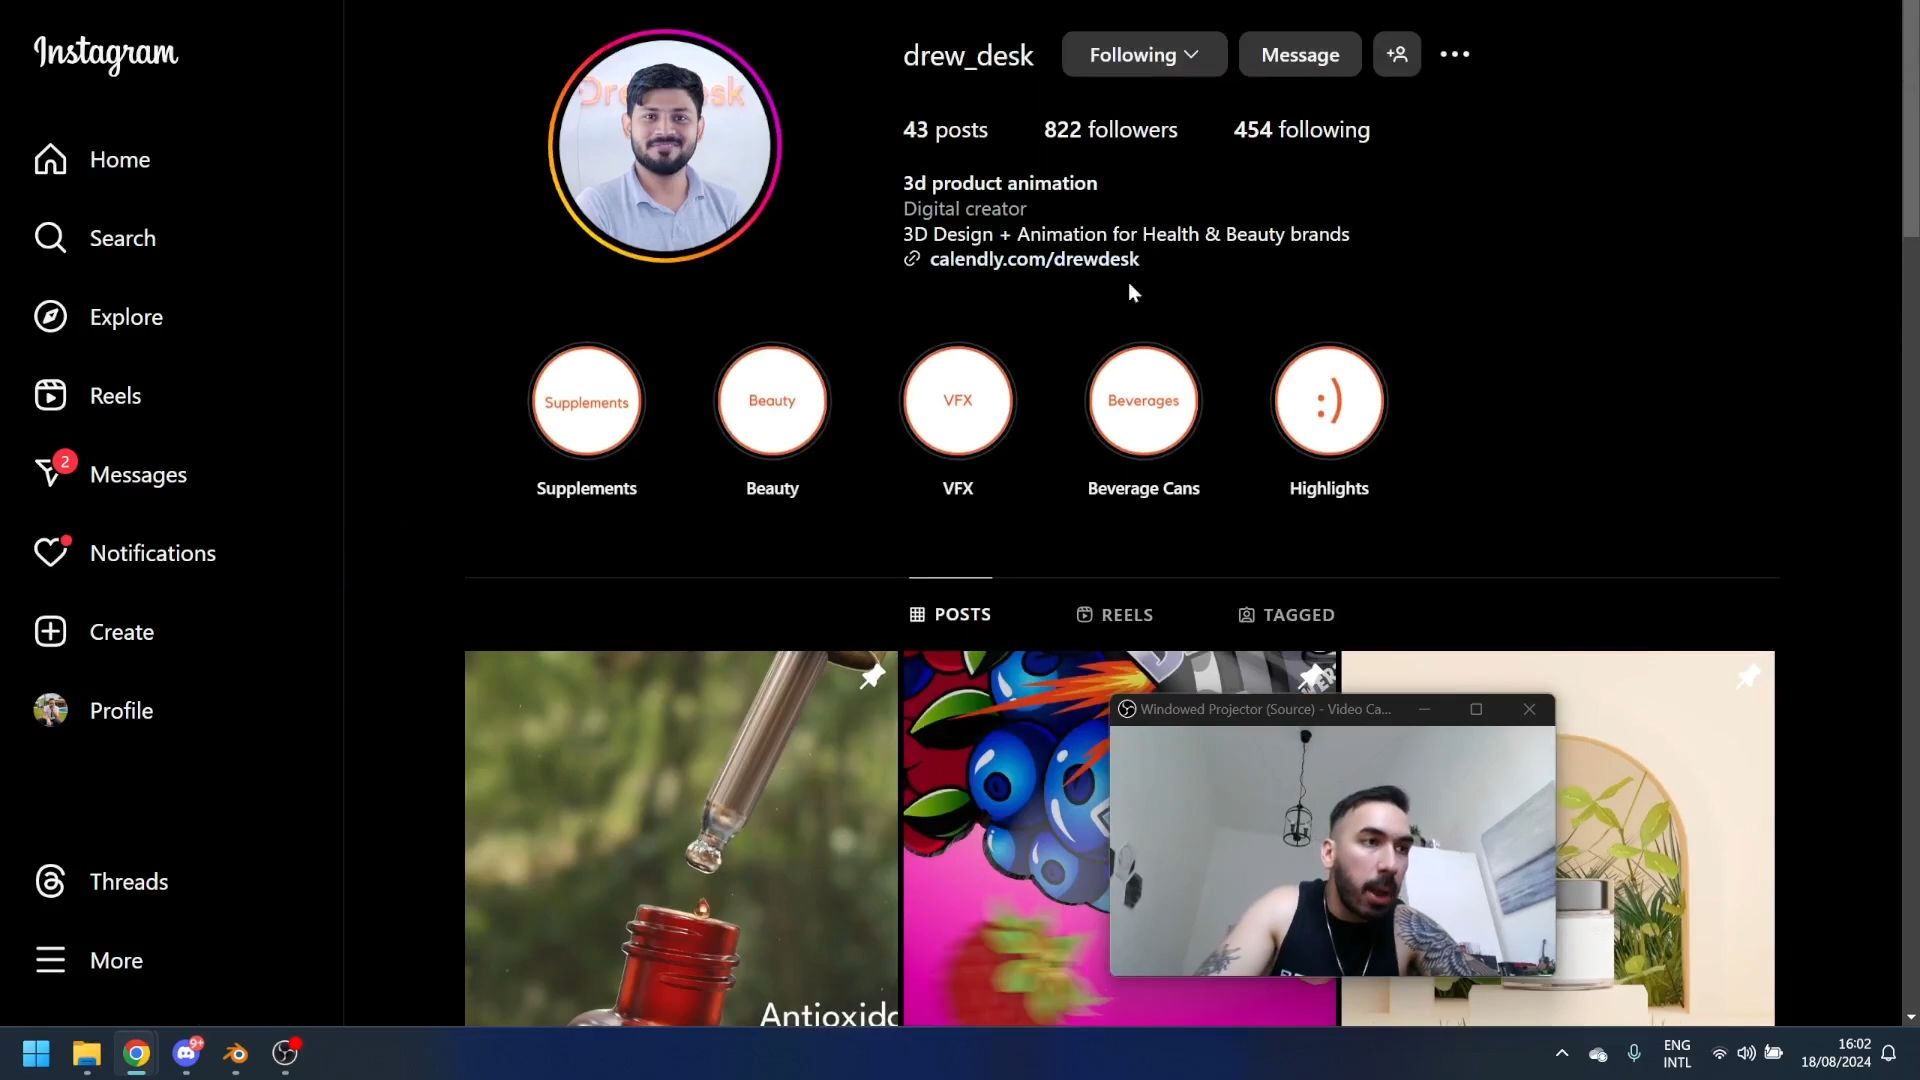 Instagram
Home
Search
Explore
Reels
2
Messages
Notifications
Create
Profile
Threads
More
drew_desk
Following
Message
43 posts
822 followers
454 following
3d product animation
Digital creator
3D Design + Animation for Health & Beauty brands
calendly.com/drewdesk
Supplements
Beauty
VFX
Beverages
:)
Supplements
Beauty
VFX
Beverage Cans
Highlights
POSTS
REELS
TAGGED
Windowed Projector (Source) - Video Ca...
Antioxid
9+
ENG
INTL
16:02
18/08/2024